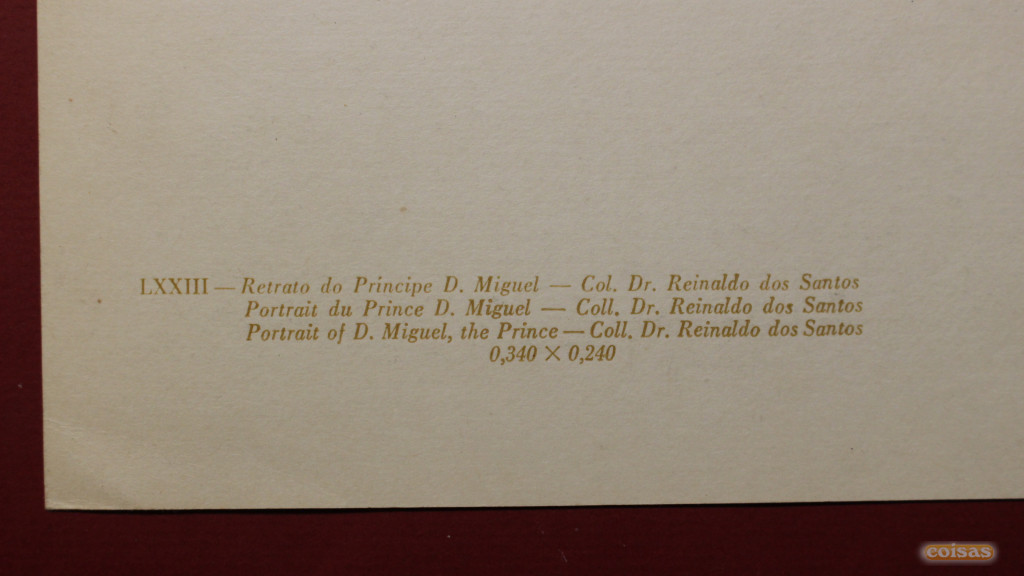 LXXIII — Retrato do Principe D. Miguel — Col. Dr. Reinaldo dos Santos
Portrait du Prince D. Miguel — Coll. Dr. Reinaldo dos Santos
Portrait of D. Miguel, the Prince — Coll. Dr. Reinaldo dos Santos
0,340 × 0,240
coisas